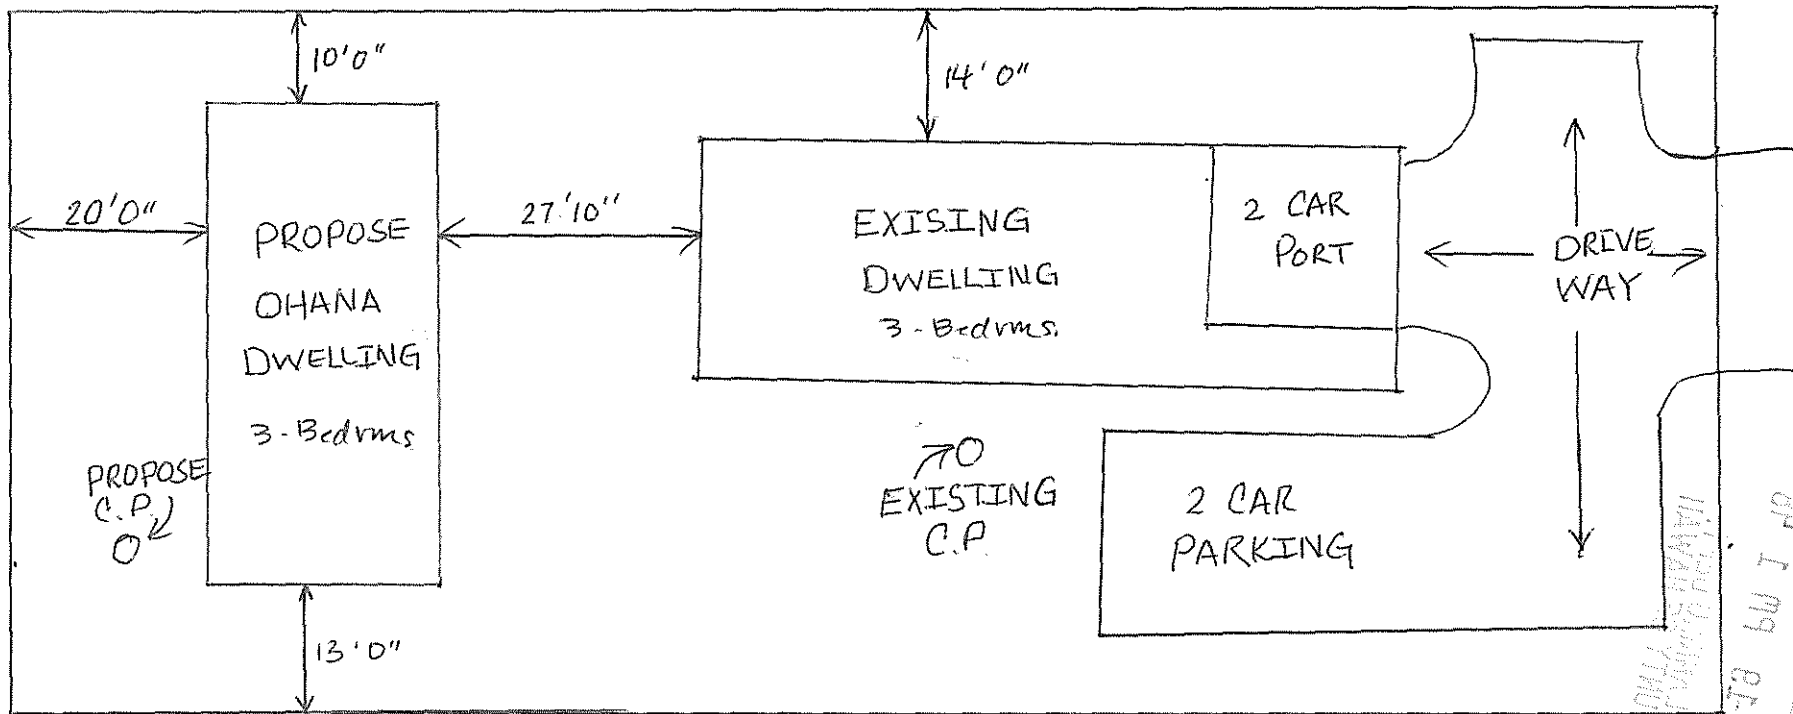 10'0"
14'0"
20'0"
PROPOSE
OHANA
DWELLING
3-Bedrms
27'10"
EXISING
DWELLING
3-Bedrms.
2 CAR
PORT
DRIVE
WAY
PROPOSE
C.P.
EXISTING
C.P.
2 CAR
PARKING
13'0"